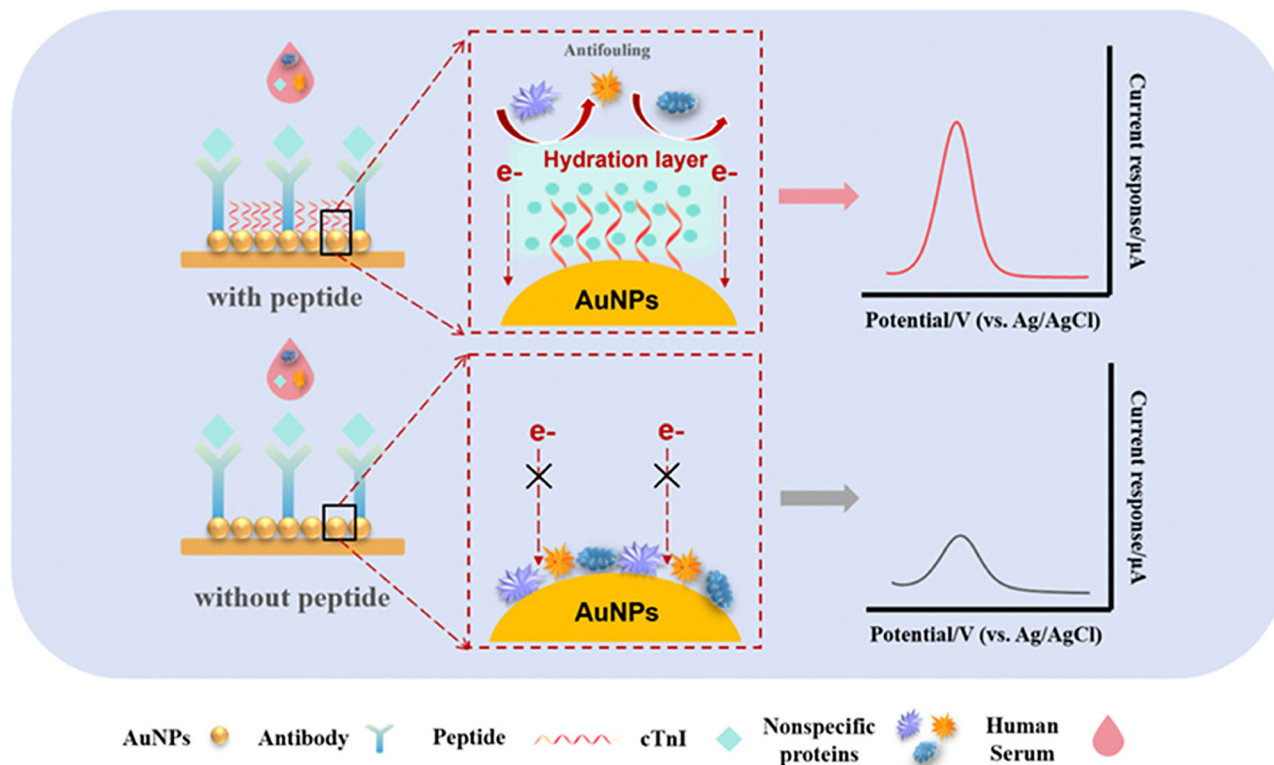 Antifouling
Hydration layer
e-
e-
AuNPs
with peptide
Current response/μA
Potential/V (vs. Ag/AgCl)
e-
e-
AuNPs
without peptide
Current response/μA
Potential/V (vs. Ag/AgCl)
AuNPs
Antibody
Peptide
cTnI
Nonspecific
proteins
Human
Serum